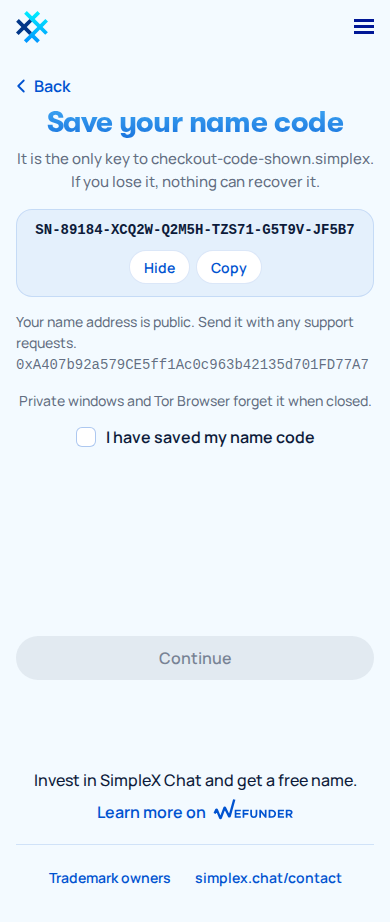 Back
Save your name code
It is the only key to checkout-code-shown.simplex.
If you lose it, nothing can recover it.
SN-89184-XCQ2W-Q2M5H-TZS71-G5T9V-JF5B7
Hide Copy
Your name address is public. Send it with any support
requests.
0xA407b92a579CE5ff1Ac0c963b42135d701FD77A7
Private windows and Tor Browser forget it when closed.
I have saved my name code
Continue
Invest in SimpleX Chat and get a free name.
Learn more on WEFUNDER
Trademark owners simplex.chat/contact